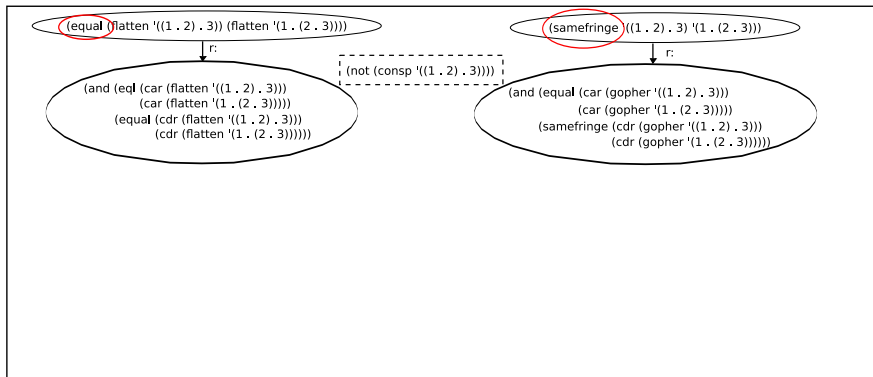 (equal (flatten '((1 . 2) . 3)) (flatten '(1 . (2 . 3))))
r:
(and (eql (car (flatten '((1 . 2) . 3)))
(car (flatten '(1 . (2 . 3)))))
(equal (cdr (flatten '((1 . 2) . 3)))
(cdr (flatten '(1 . (2 . 3))))))
(not (consp '((1 . 2) . 3))))
(samefringe '((1 . 2) . 3) '(1 . (2 . 3)))
r:
(and (equal (car (gopher '((1 . 2) . 3)))
(car (gopher '(1 . (2 . 3)))))
(samefringe (cdr (gopher '((1 . 2) . 3)))
(cdr (gopher '(1 . (2 . 3))))))